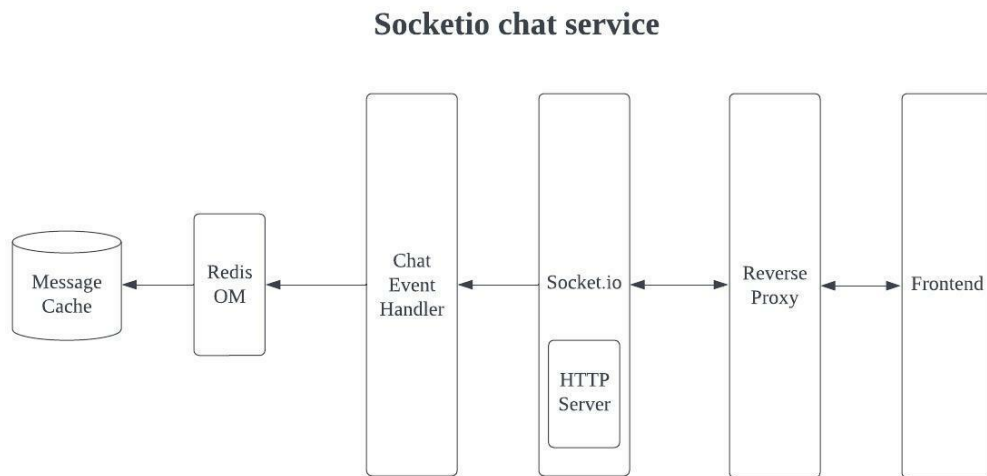 Socketio chat service
Message
Cache
Redis
OM
Chat
Event
Handler
Socket.io
HTTP
Server
Reverse
Proxy
Frontend